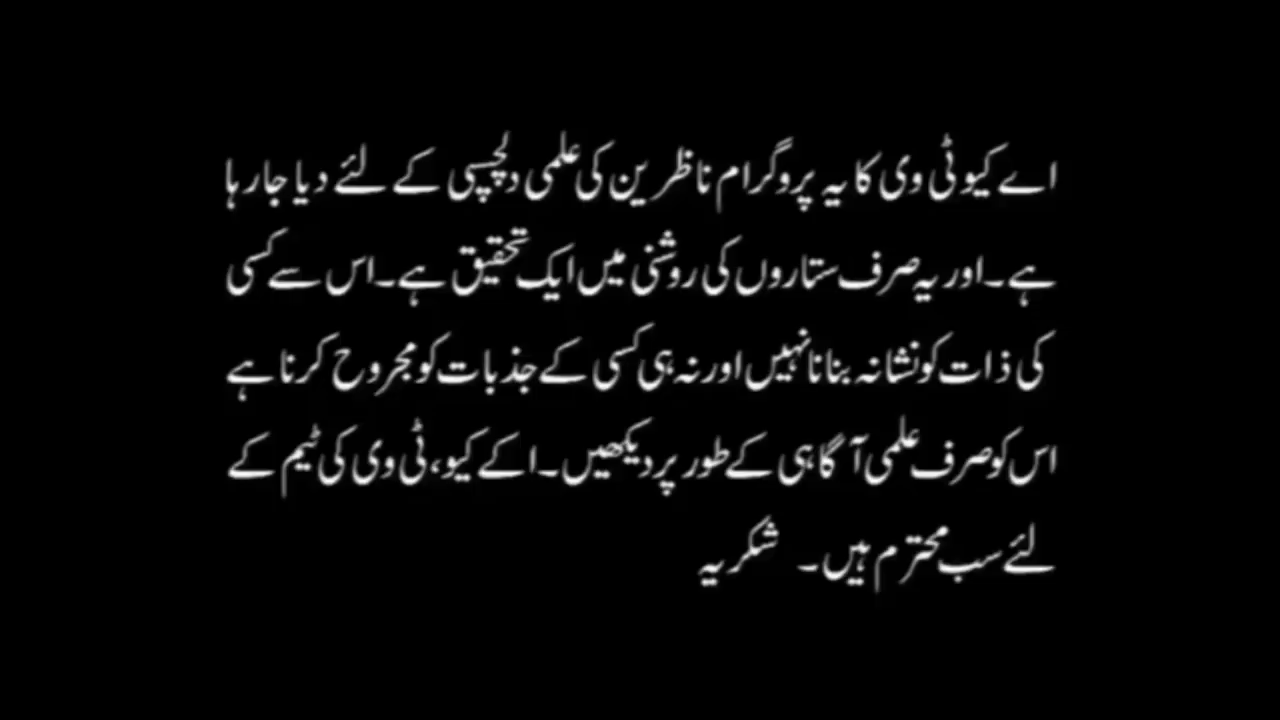 اے کیو ٹی وی کا یہ پروگرام ناظرین کی علمی دلچسپی کے لئے دیا جا رہا
ہے۔ اور یہ صرف ستاروں کی روشنی میں ایک تحقیق ہے۔ اس سے کسی
کی ذات کو نشانہ بنانا نہیں اور نہ ہی کسی کے جذبات کو مجروح کرنا ہے
اس کو صرف علمی آگاہی کے طور پر دیکھیں۔ اکے کیو، ٹی وی کی ٹیم کے
لئے سب محترم ہیں۔ شکریہ